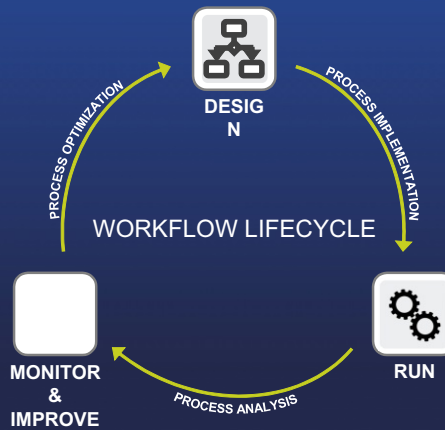 DESIG
N
PROCESS OPTIMIZATION
PROCESS IMPLEMENTATION
WORKFLOW LIFECYCLE
MONITOR
&
IMPROVE
RUN
PROCESS ANALYSIS